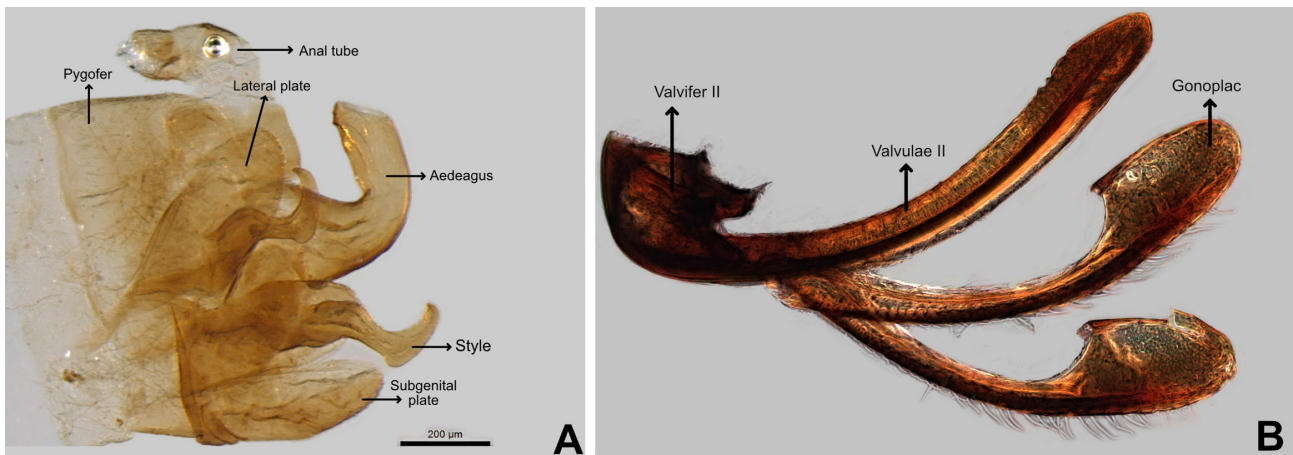 Anal tube
Pygofer
Lateral plate
Aedeagus
Style
Subgenital
plate
200 µm
A
Valvifer II
Gonoplac
Valvulae II
B